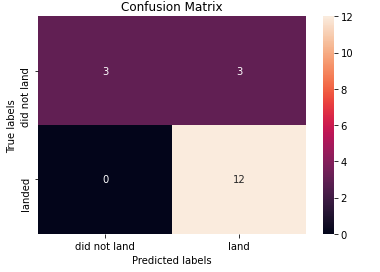 Confusion Matrix
True labels
did not land
landed
3
3
0
12
did not land
land
Predicted labels
12
10
8
6
4
2
0